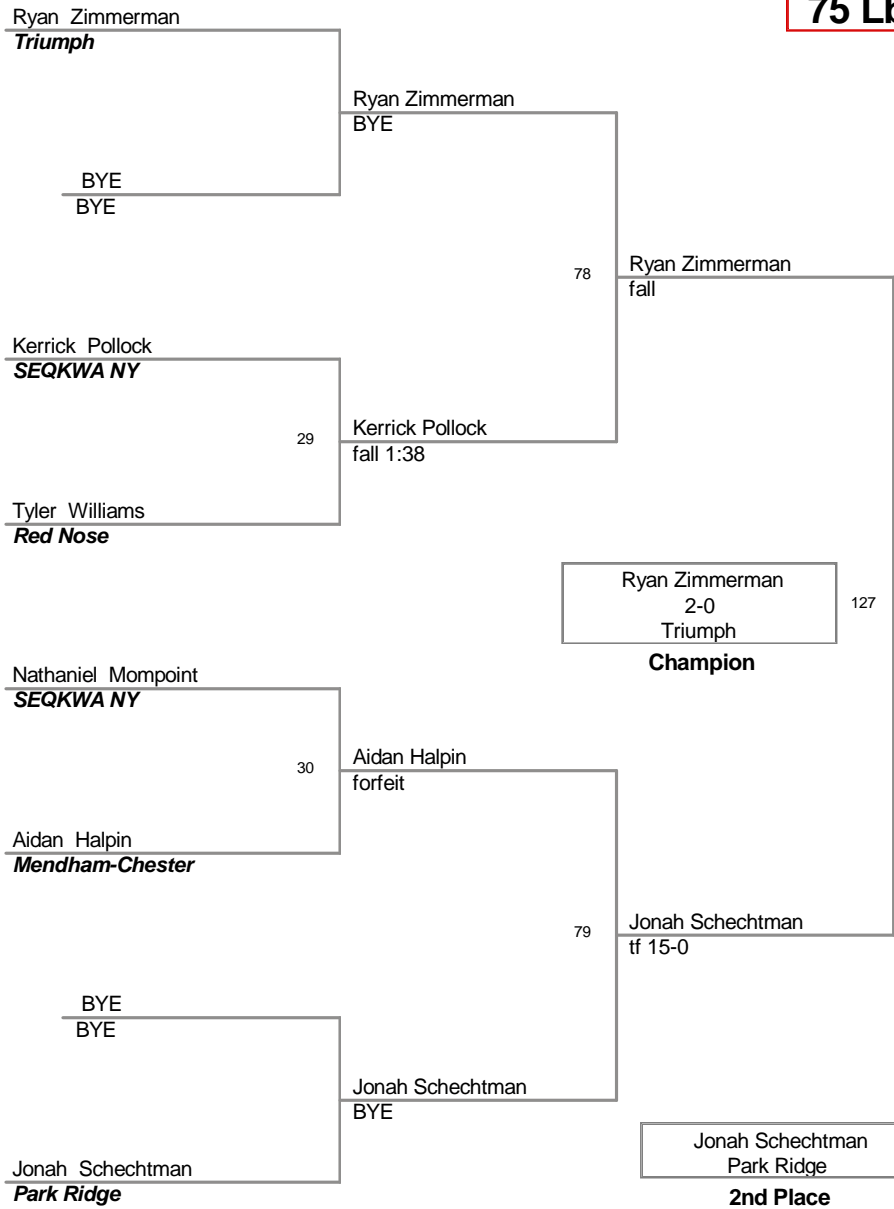 75 Lb
Ryan Zimmerman
Triumph
Ryan Zimmerman
BYE
BYE
BYE
78
Ryan Zimmerman
fall
Kerrick Pollock
SEQKWA NY
29
Kerrick Pollock
fall 1:38
Tyler Williams
Red Nose
Ryan Zimmerman
2-0
Triumph
127
Champion
Nathaniel Mompoint
SEQKWA NY
30
Aidan Halpin
forfeit
Aidan Halpin
Mendham-Chester
79
Jonah Schechtman
tf 15-0
BYE
BYE
Jonah Schechtman
BYE
Jonah Schechtman
Park Ridge
Jonah Schechtman
Park Ridge
2nd Place